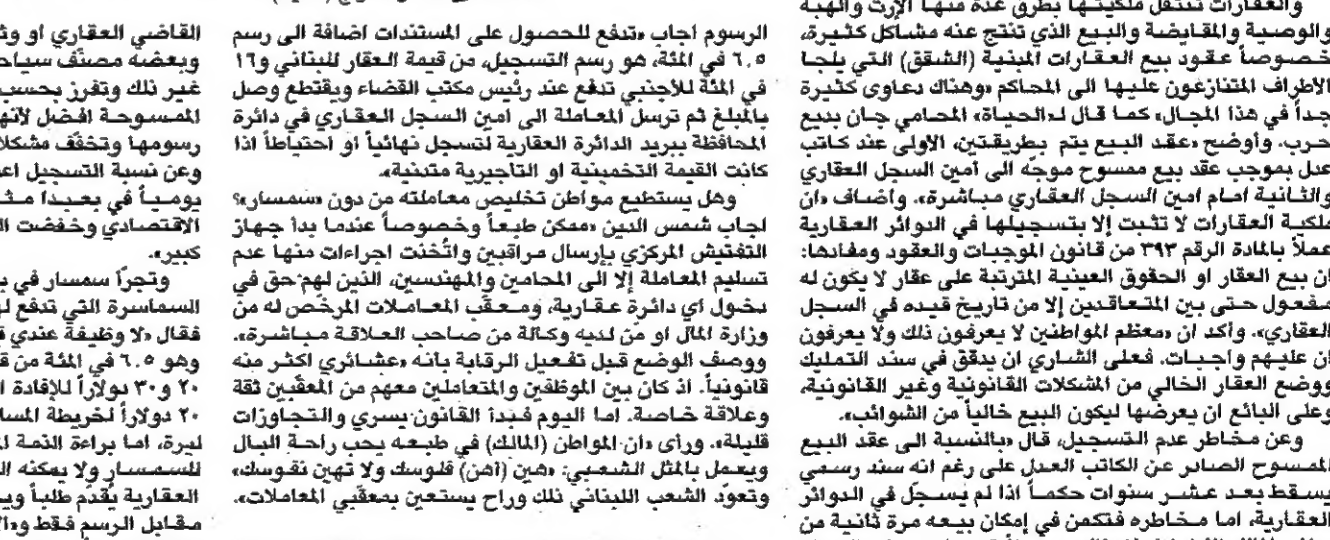 والعقارات تنتقل ملكيتها بطرق عدة منها الإرث والهبة
والوصية والمقايضة والبيع الذي تنتج عنه مشاكل كثيرة،
خصوصاً عقود بيع العقارات المبنية (الشقق) التي يلجا
الاطراف المتنازعون عليها الى المحاكم «وهناك دعاوى كثيرة
جداً في هذا المجال» كما قال لـ«الحياة» المحامي جان بديع
حرب. وأوضح «عقد البيع يتم بطريقتين، الأولى عند كاتب
عدل بموجب عقد بيع ممسوح موجّه الى أمين السجل العقاري
والثانية امام امين السجل العقاري مباشرة». واضاف «ان
ملكية العقارات لا تثبت إلا بتسجيلها في الدوائر العقارية
عملاً بالمادة الرقم ٣٩٣ من قانون الموجبات والعقود ومفادها:
ان بيع العقار او الحقوق العينية المترتبة على عقار لا يكون له
مفعول حتى بين المتعاقدين إلا من تاريخ قيده في السجل
العقاري». وأكد ان «معظم المواطنين لا يعرفون ذلك ولا يعرفون
ان عليهم واجبات. فعلى الشاري ان يدقق في سند التمليك
ووضع العقار الخالي من المشكلات القانونية وغير القانونية،
وعلى البائع ان يعرضها ليكون البيع خالياً من الشوائب».
وعن مخاطر عدم التسجيل، قال «بالنسبة الى عقد البيع
الممسوح الصادر عن الكاتب العدل على رغم انه سند رسمي
يسقط بعد عشر سنوات حكماً اذا لم يسجل في الدوائر
العقارية، اما مخاطره فتكمن في إمكان بيعه مرة ثانية من
الرسوم اجاب «تدفع للحصول على المستندات اضافة الى رسم
٦.٥ في المئة، هو رسم التسجيل، من قيمة العقار للبناني و١٦
في المئة للأجنبي تدفع عند رئيس مكتب القضاء ويقتطع وصل
بالمبلغ ثم ترسل المعاملة الى امين السجل العقاري في دائرة
المحافظة ببريد الدائرة العقارية لتسجل نهائياً أو احتياطاً اذا
كانت القيمة التخمينية او التأجيرية متدنية».
وهل يستطيع مواطن تخليص معاملته من دون «سمسار»؟
اجاب شمس الدين «ممكن طبعاً وخصوصاً عندما بدا جهاز
التفتيش المركزي بإرسال مراقبين واتُخذت اجراءات منها عدم
تسليم المعاملة إلا الى المحامين والمهندسين، الذين لهم حق في
دخول أي دائرة عقارية، ومعقّب المعاملات المرخّص له من
وزارة المال او مَن لديه وكالة من صاحب العلاقة مباشرة».
ووصف الوضع قبل تفعيل الرقابة بانه «عشائري اكثر منه
قانونياً. اذ كان بين الموظفين والمتعاملين معهم من المعقّبين ثقة
وعلاقة خاصة. اما اليوم فبدأ القانون يسري والتجاوزات
قليلة». ورأى «ان المواطن (المالك) في طبعه يحب راحة البال
ويعمل بالمثل الشعبي: «هين (أهن) فلوسك ولا تهين نفوسك»
وتعوّد الشعب اللبناني ذلك وراح يستعين بمعقّبي المعاملات».
القاضي العقاري او
وبعضه مصنّف
غير ذلك وتفرز بحسب
الممسوحة افضل
رسومها وتخفّف
وعن نسبة التسجيل
يومياً في بعبدا
الاقتصادي وخفضت
كبير».
وتجرّأ سمسار في
السماسرة التي تدفع
فقال «لا وظيفة عندي
وهو ٦.٥ في المئة من
٢٠ و٣٠ دولاراً للإفادة
٢٠ دولاراً لخريطة
ليرة، اما براءة الذمة
للسمسار ولا يمكنه
العقارية يُقدم طلباً
مقابل الرسم فقط